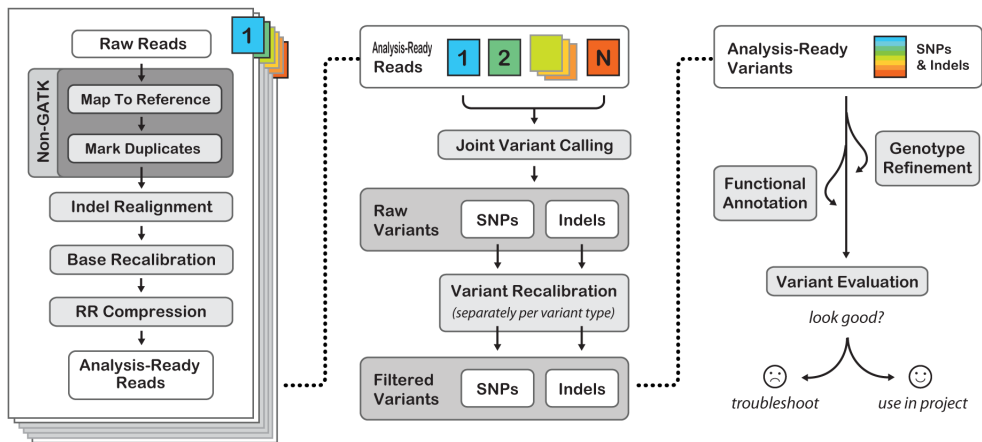 Raw Reads
1
Non-GATK
Map To Reference
Mark Duplicates
Indel Realignment
Base Recalibration
RR Compression
Analysis-Ready
Reads
Analysis-Ready
Reads
1 2 N
Joint Variant Calling
Raw
Variants
SNPs Indels
Variant Recalibration
(separately per variant type)
Filtered
Variants
SNPs Indels
Analysis-Ready
Variants
SNPs
& Indels
Genotype
Refinement
Functional
Annotation
Variant Evaluation
look good?
troubleshoot use in project